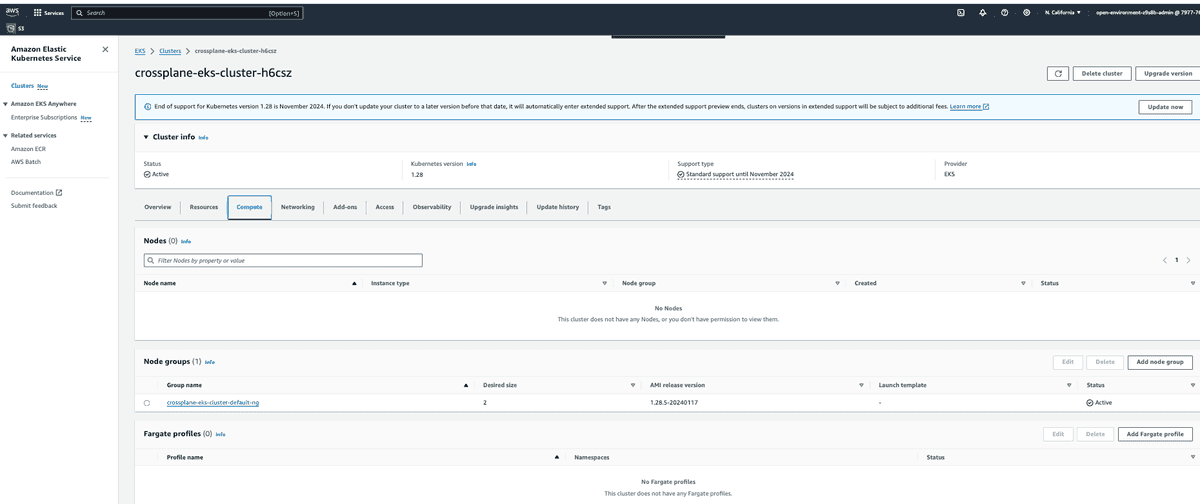 aws Services Search [Option+S] N. California ▼ open-environment-z9s8b-admin @ 7977-76
S3
Amazon Elastic
Kubernetes Service
Clusters New
Amazon EKS Anywhere
Enterprise Subscriptions New
Related services
Amazon ECR
AWS Batch
Documentation
Submit feedback
EKS > Clusters > crossplane-eks-cluster-h6csz
crossplane-eks-cluster-h6csz Delete cluster Upgrade version
End of support for Kubernetes version 1.28 is November 2024. If you don't update your cluster to a later version before that date, it will automatically enter extended support. After the extended support preview ends, clusters on versions in extended support will be subject to additional fees. Learn more Update now
Cluster info Info
Status Kubernetes version Info Support type Provider
Active 1.28 Standard support until November 2024 EKS
Overview Resources Compute Networking Add-ons Access Observability Upgrade insights Update history Tags
Nodes (0) Info
Filter Nodes by property or value < 1 >
Node name Instance type Node group Created Status
No Nodes
This cluster does not have any Nodes, or you don't have permission to view them.
Node groups (1) Info Edit Delete Add node group
Group name Desired size AMI release version Launch template Status
crossplane-eks-cluster-default-ng 2 1.28.5-20240117 - Active
Fargate profiles (0) Info Edit Delete Add Fargate profile
Profile name Namespaces Status
No Fargate profiles
This cluster does not have any Fargate profiles.